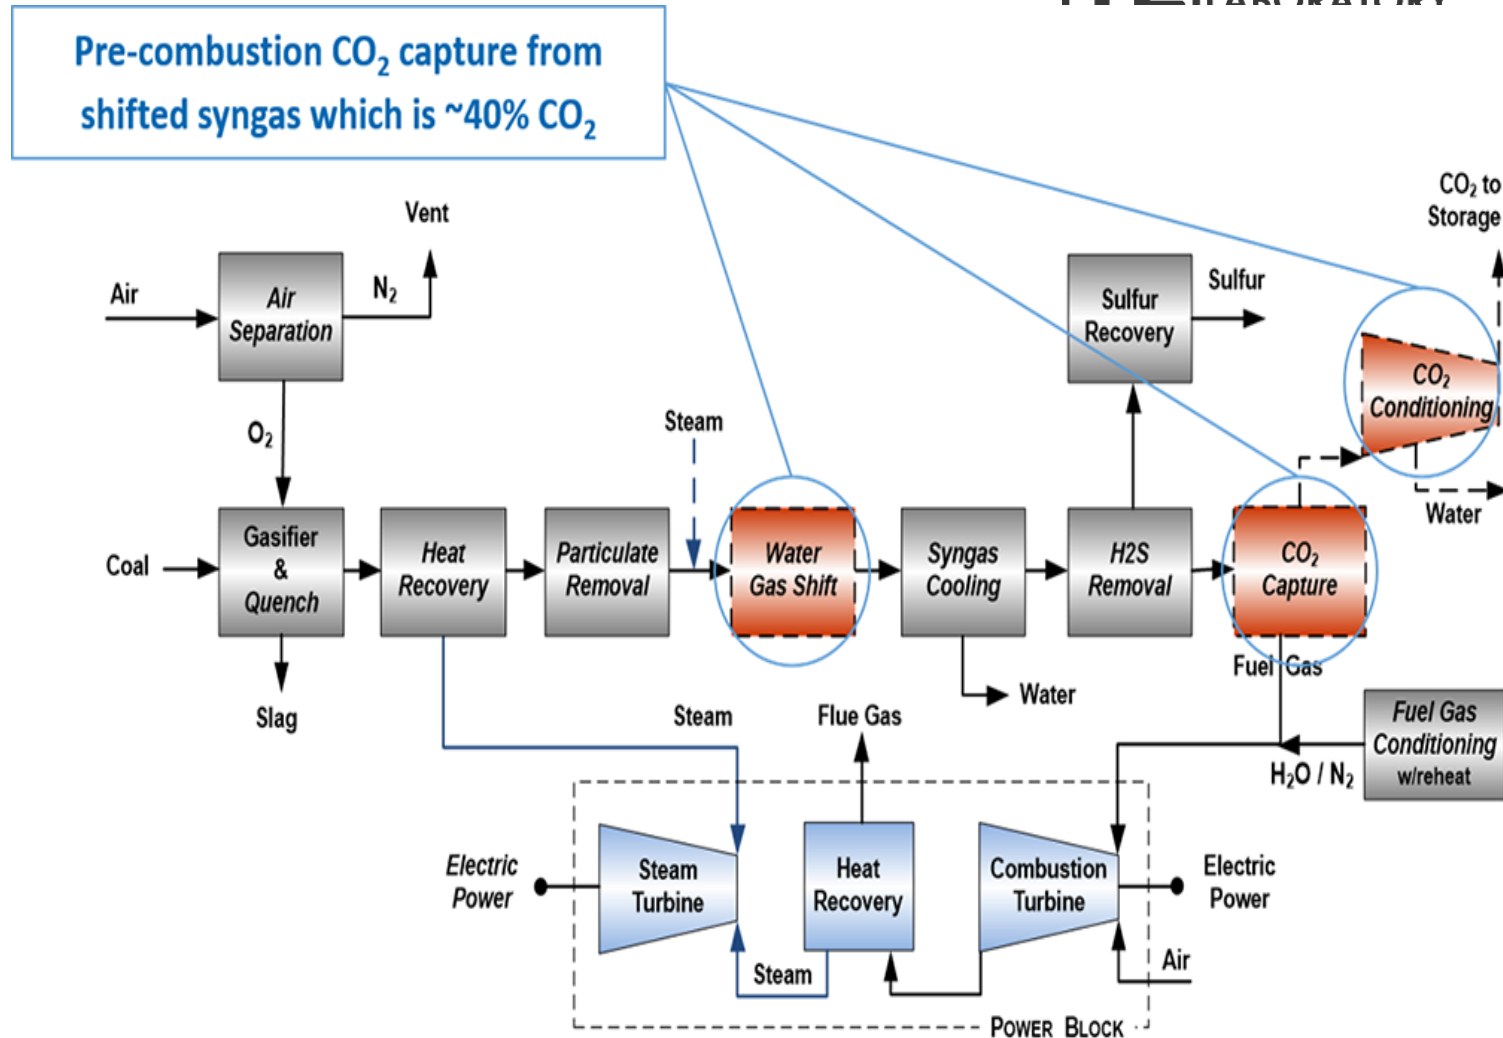 LABORATORY
Pre-combustion CO₂ capture from
shifted syngas which is ~40% CO₂
CO₂ to
Storage
Vent
Air
Air
Separation
N₂
Sulfur
Recovery
Sulfur
CO₂
Conditioning
O₂
Steam
Water
Coal
Gasifier
&
Quench
Heat
Recovery
Particulate
Removal
Water
Gas Shift
Syngas
Cooling
H2S
Removal
CO₂
Capture
Fuel Gas
Slag
Steam
Flue Gas
Water
Fuel Gas
Conditioning
w/reheat
H₂O / N₂
Electric
Power
Steam
Turbine
Heat
Recovery
Combustion
Turbine
Electric
Power
Steam
Air
POWER BLOCK